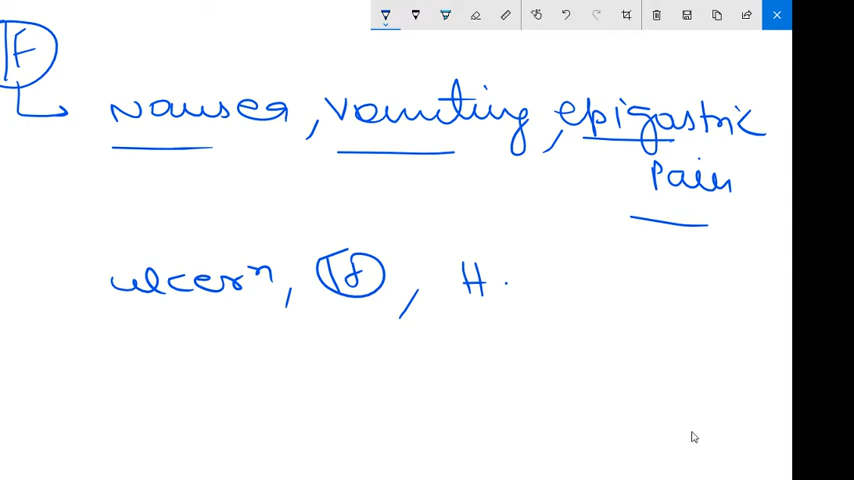 F
Nausea, Vomiting, epigastric
Pain
ulcerⁿ, H.